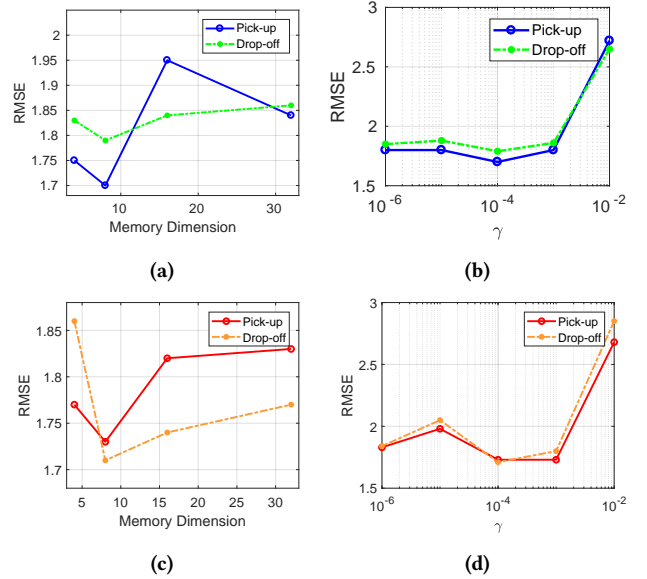 2
1.95
1.9
1.85
1.8
1.75
1.7
RMSE
10
20
30
Memory Dimension
Pick-up
Drop-off
(a)
3
2.5
2
1.5
RMSE
10^-6
10^-4
10^-2
γ
Pick-up
Drop-off
(b)
1.85
1.8
1.75
1.7
RMSE
5
10
15
20
25
30
Memory Dimension
Pick-up
Drop-off
(c)
3
2.5
2
1.5
RMSE
10^-6
10^-4
10^-2
γ
Pick-up
Drop-off
(d)